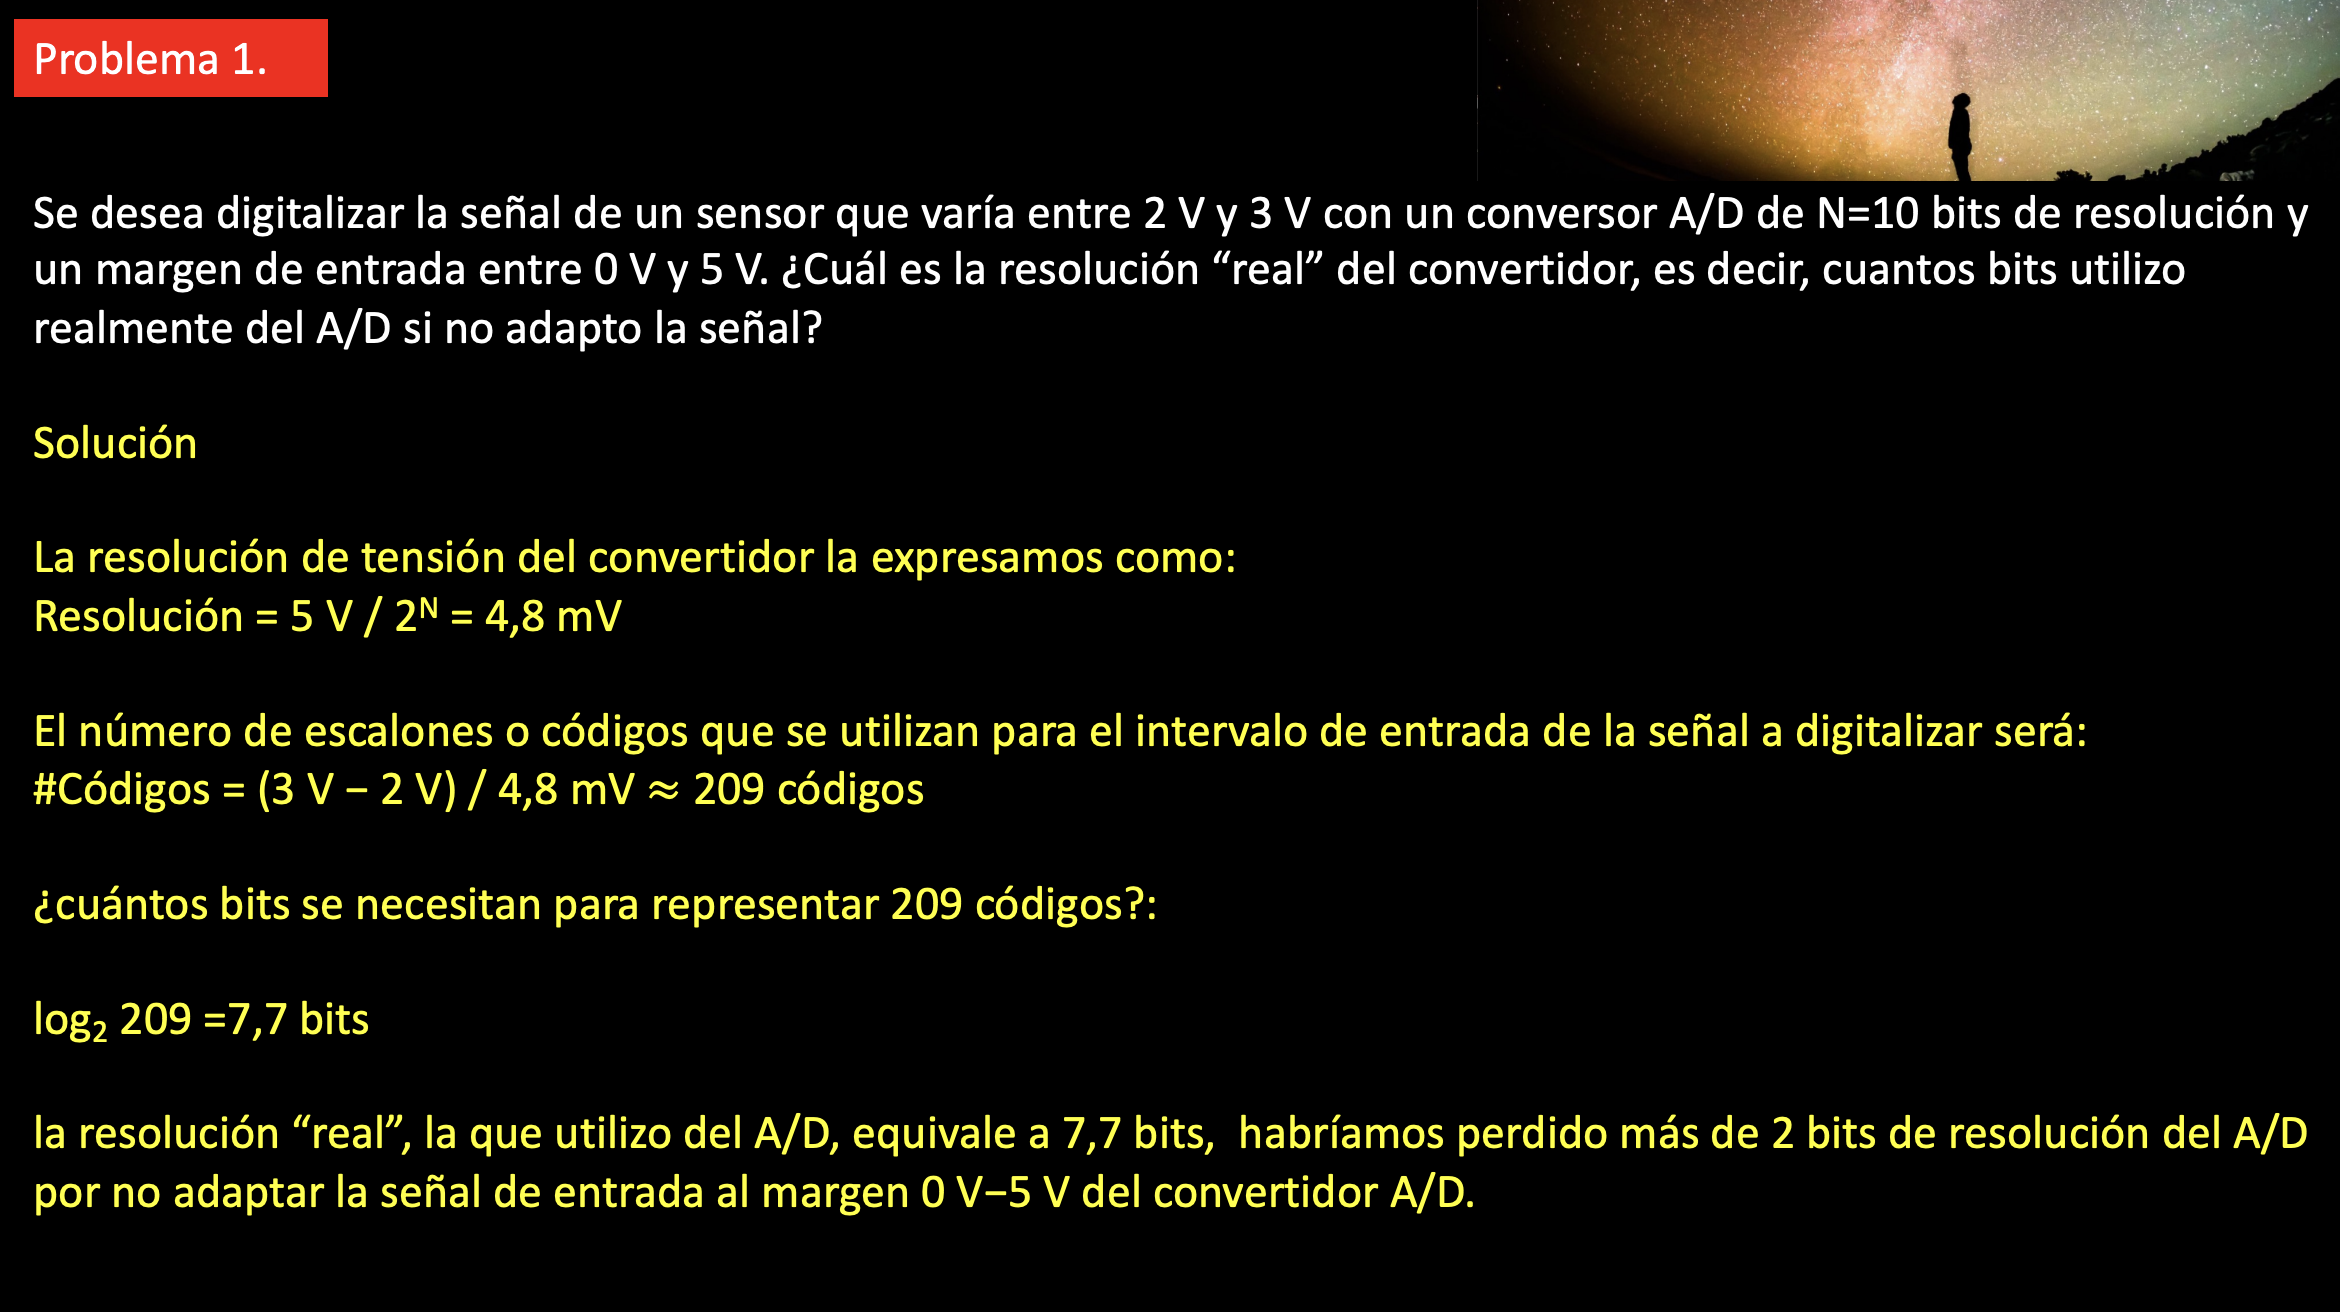 Problema 1.
Se desea digitalizar la señal de un sensor que varía entre 2 V y 3 V con un conversor A/D de N=10 bits de resolución y
un margen de entrada entre 0 V y 5 V. ¿Cuál es la resolución “real” del convertidor, es decir, cuantos bits utilizo
realmente del A/D si no adapto la señal?
Solución
La resolución de tensión del convertidor la expresamos como:
Resolución = 5 V / 2ᴺ = 4,8 mV
El número de escalones o códigos que se utilizan para el intervalo de entrada de la señal a digitalizar será:
#Códigos = (3 V − 2 V) / 4,8 mV ≈ 209 códigos
¿cuántos bits se necesitan para representar 209 códigos?:
log₂ 209 =7,7 bits
la resolución “real”, la que utilizo del A/D, equivale a 7,7 bits,  habríamos perdido más de 2 bits de resolución del A/D
por no adaptar la señal de entrada al margen 0 V−5 V del convertidor A/D.